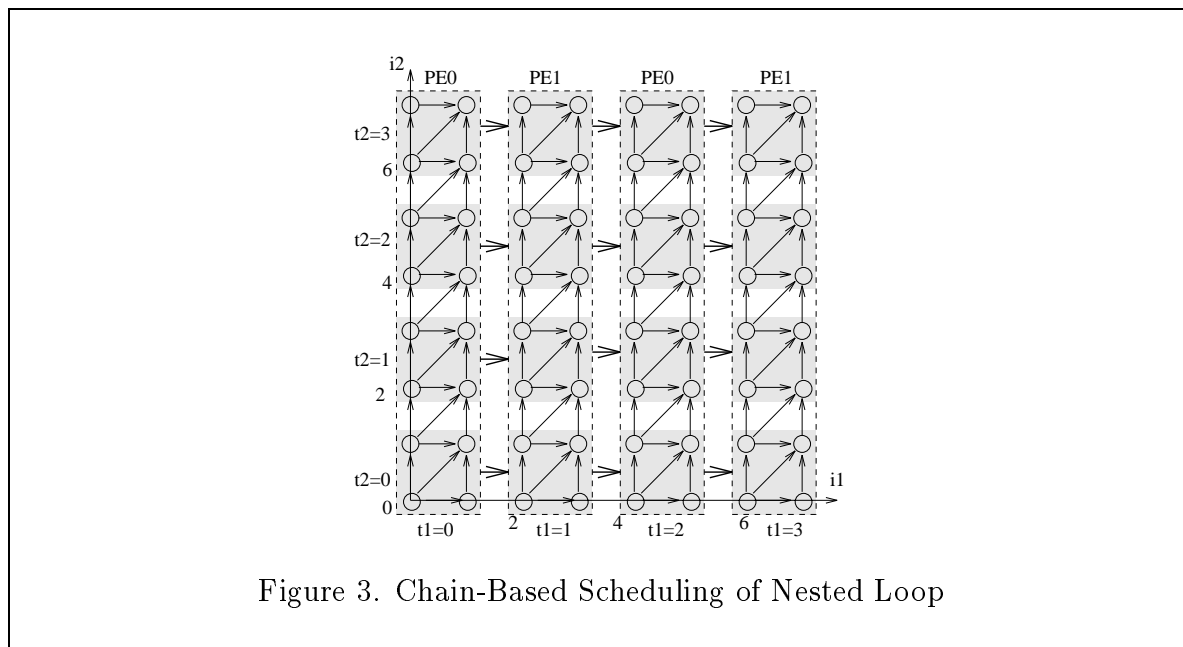 i2
PE0 PE1 PE0 PE1
t2=3
6
t2=2
4
t2=1
2
t2=0
i1
0
2 4 6
t1=0 t1=1 t1=2 t1=3
Figure 3. Chain-Based Scheduling of Nested Loop